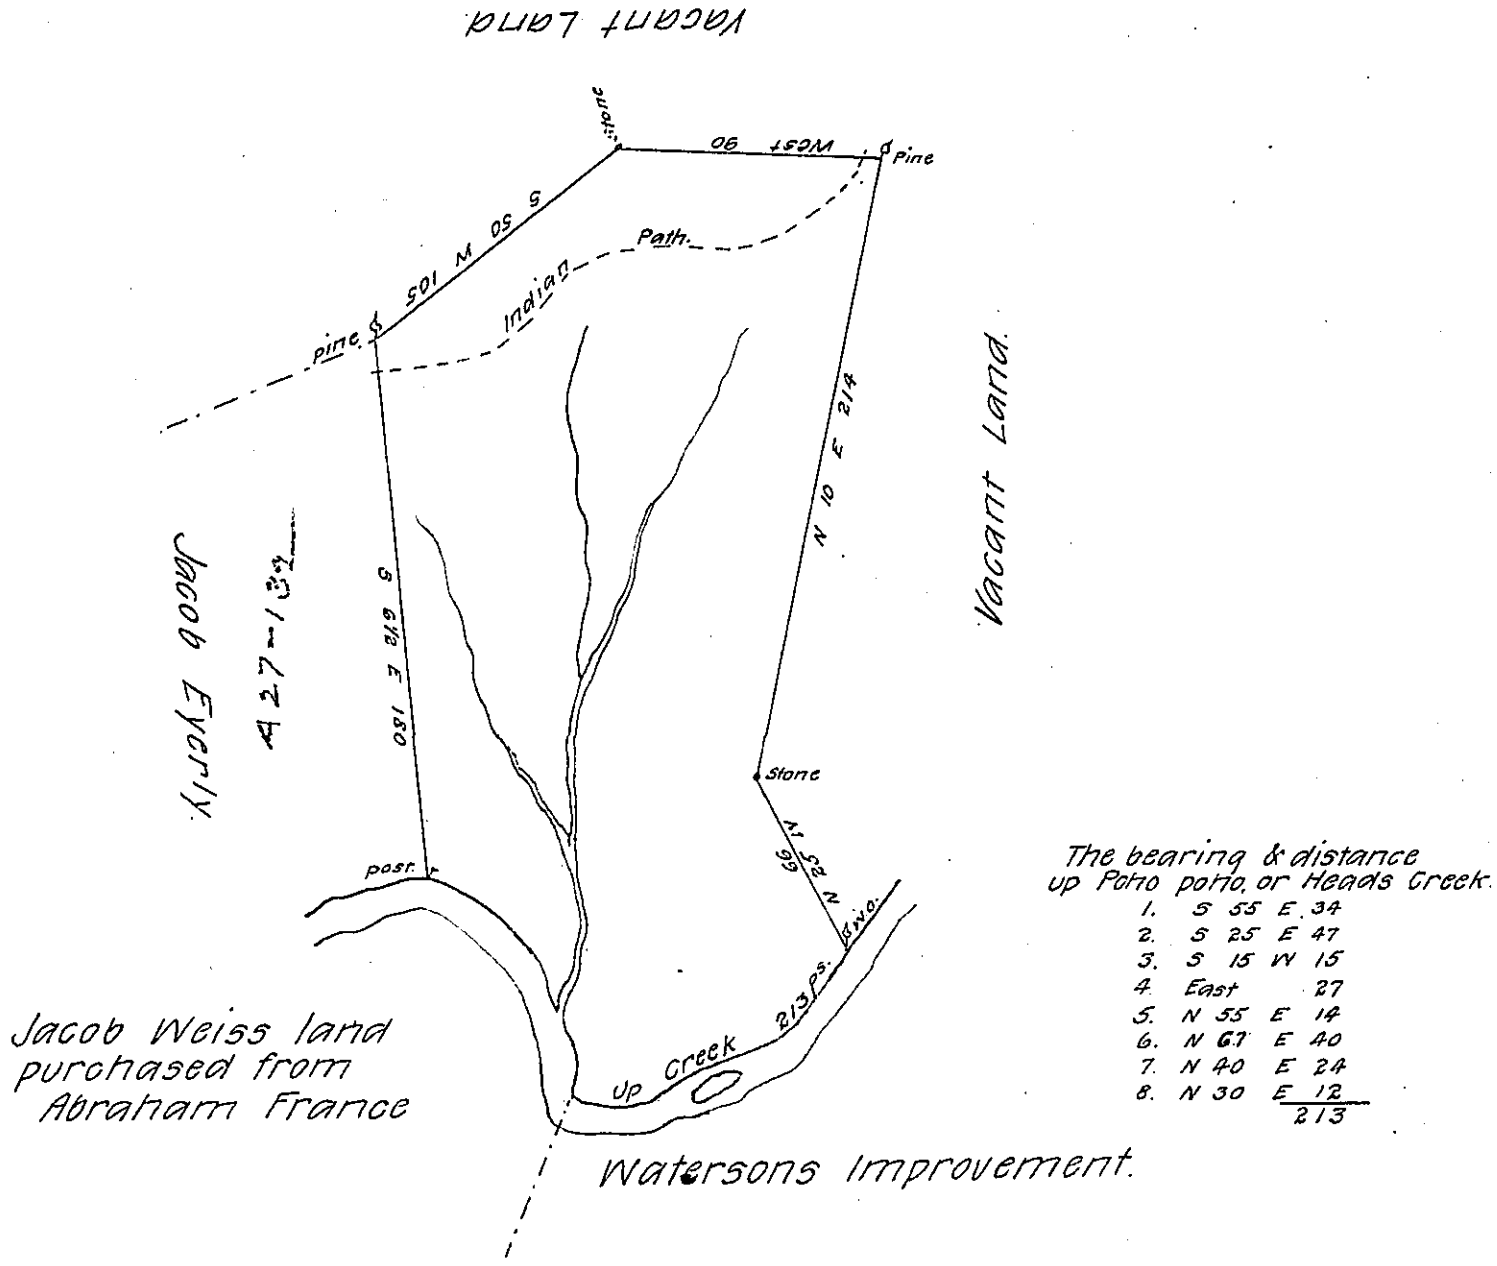 Vacant Land
Stone
West 90
Pine
S 50 W 105
Indian Path.
Pine
N 10 E 214
Vacant Land.
Jacob Eyerly.
S 6 1/2 E 180
Stone
N 25 W 66
post.
W.O.
up Creek 213 ps.
The bearing & distance
up Poho poho, or Heads Creek.
1. S 55 E 34
2. S 25 E 47
3. S 15 W 15
4. East 27
5. N 55 E 14
6. N 67 E 40
7. N 40 E 24
8. N 30 E 12
213
Jacob Weiss land
purchased from
Abraham France
Watersons Improvement.